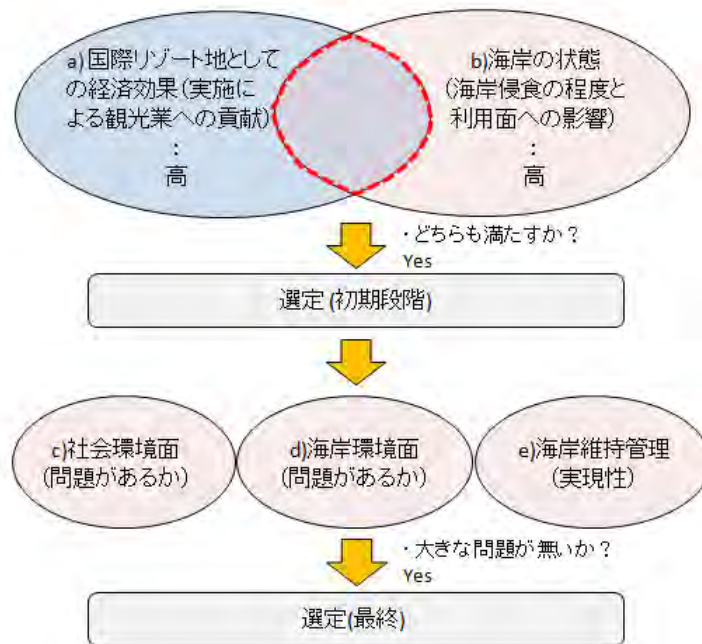 a)国際リゾート地として
の経済効果(実施に
よる観光業への貢献)
:
高
b)海岸の状態
(海岸侵食の程度と
利用面への影響)
:
高
・どちらも満たすか？
Yes
選定(初期段階)
c)社会環境面
(問題があるか)
d)海岸環境面
(問題があるか)
e)海岸維持管理
(実現性)
・大きな問題が無いか？
Yes
選定(最終)